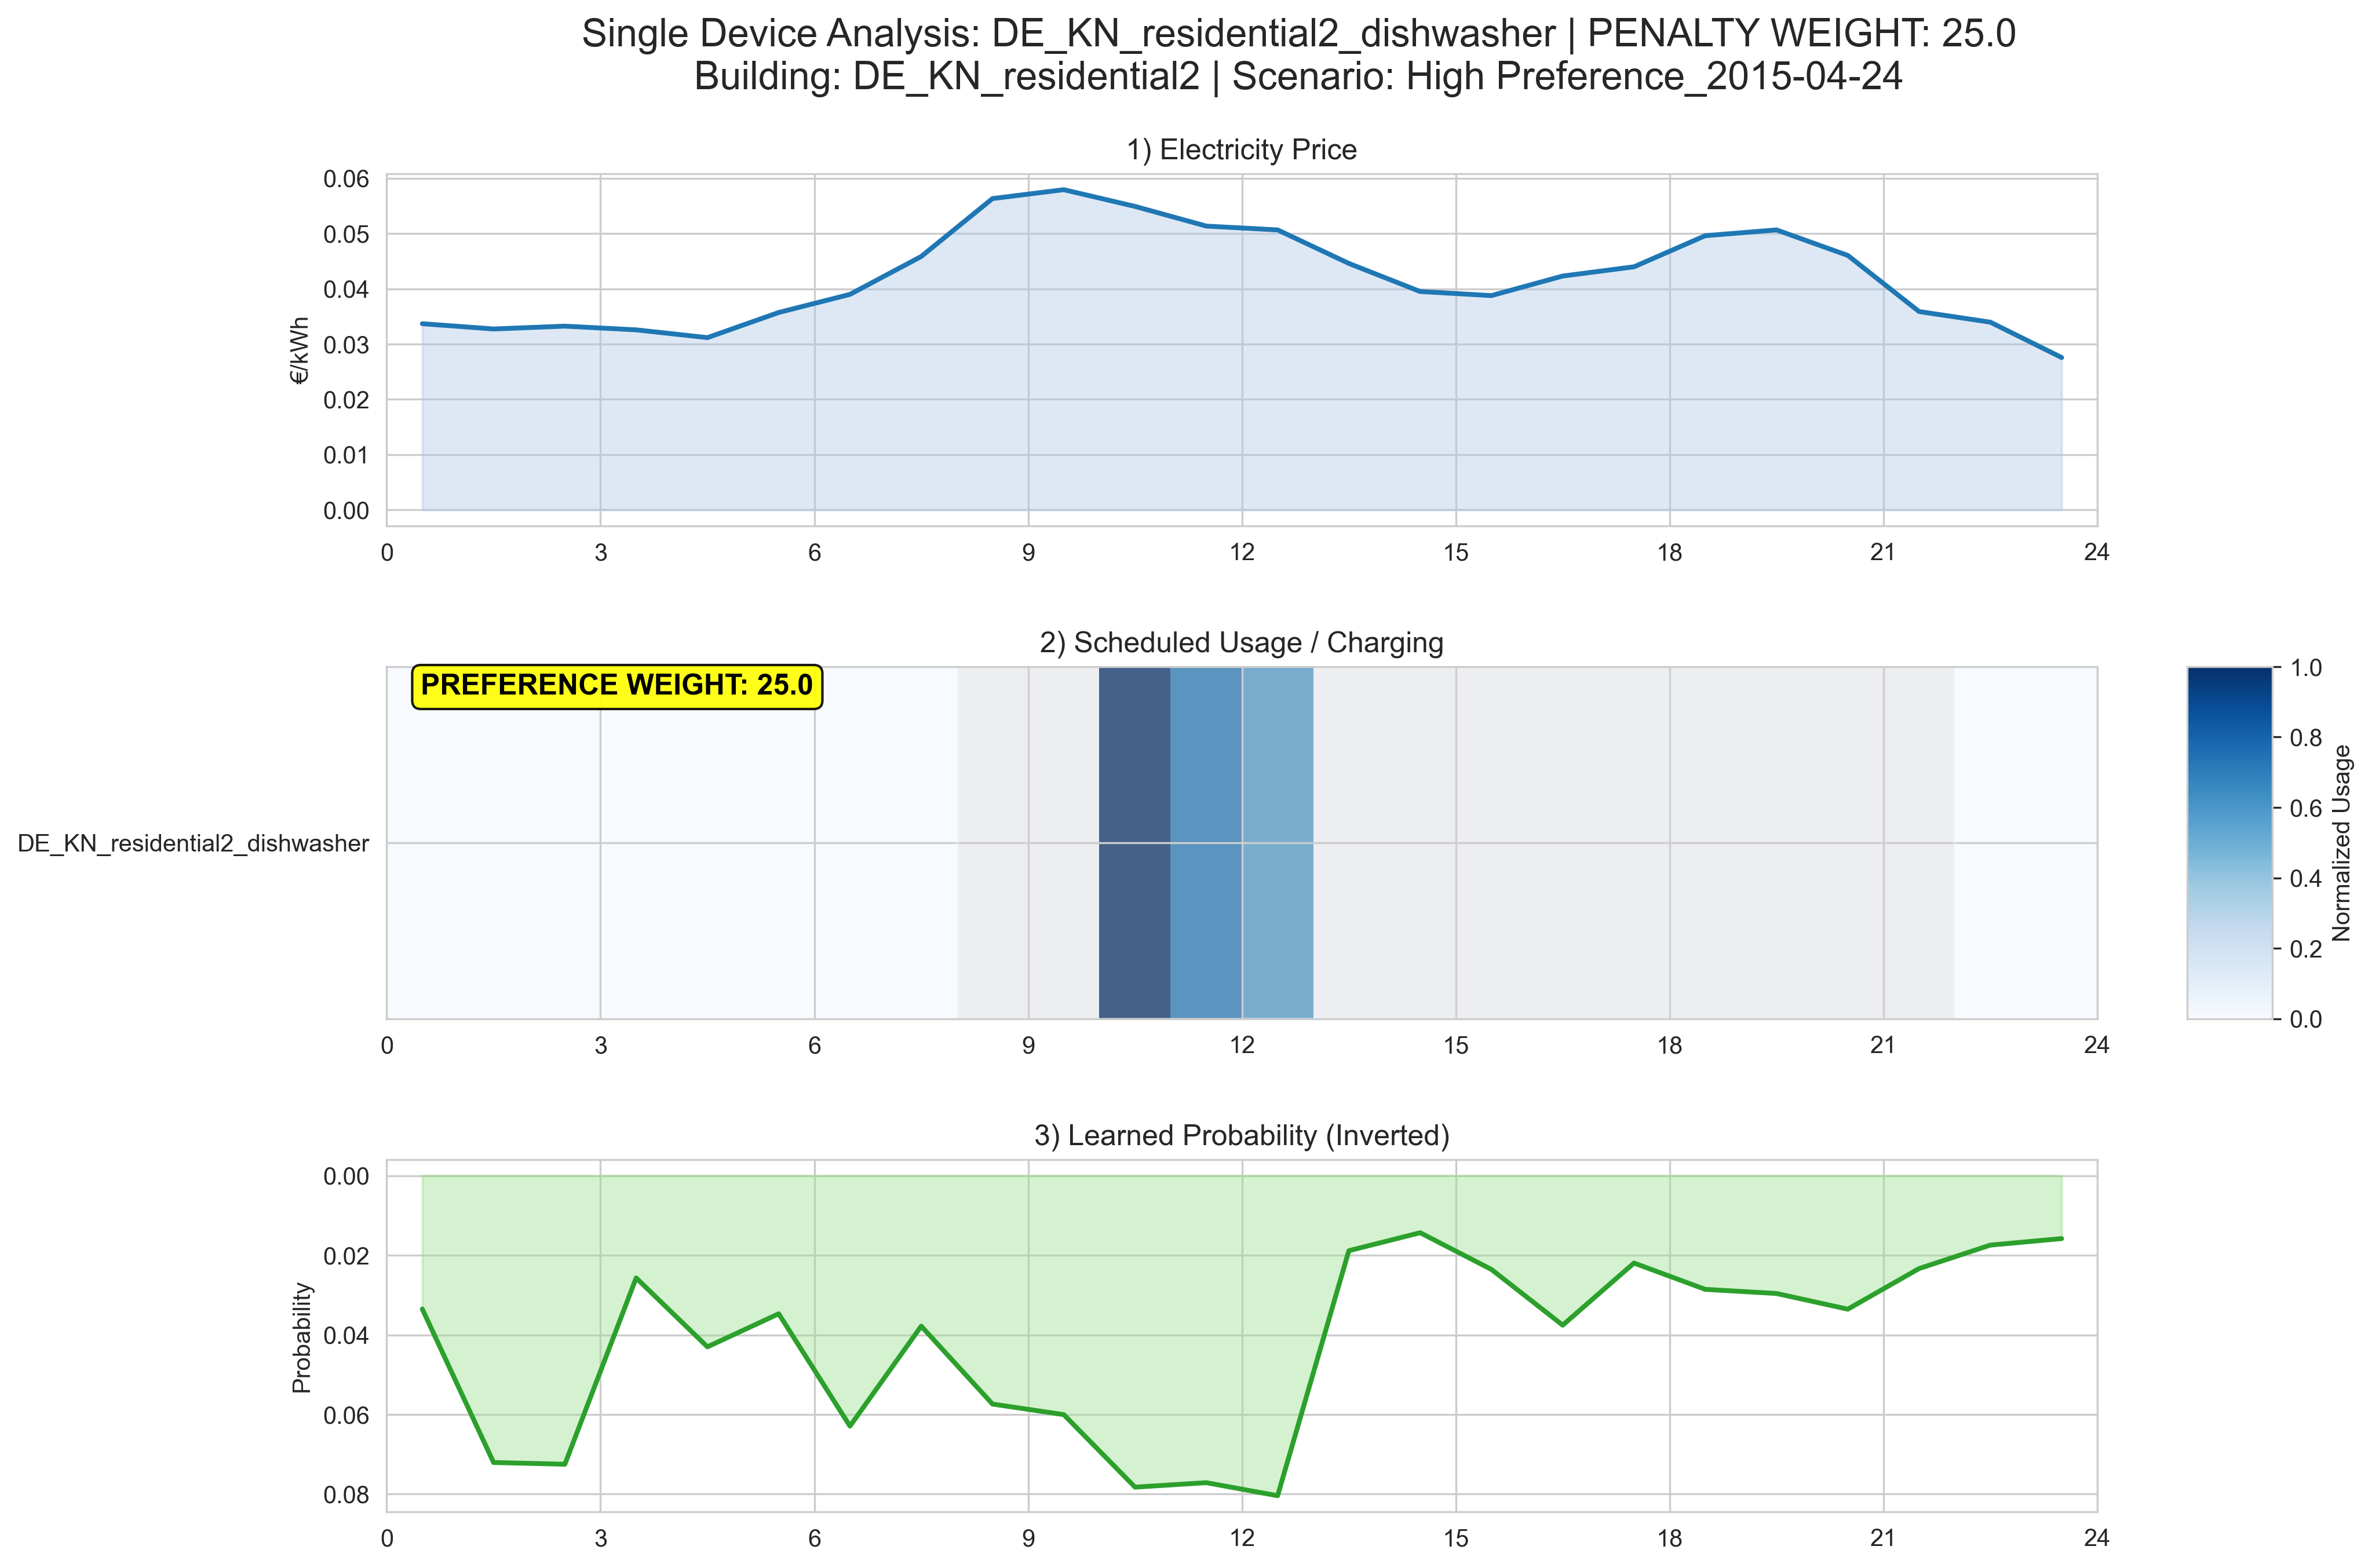 Single Device Analysis: DE_KN_residential2_dishwasher | PENALTY WEIGHT: 25.0
Building: DE_KN_residential2 | Scenario: High Preference_2015-04-24
1) Electricity Price
0.06
0.05
0.04
0.03
0.02
0.01
0.00
€/kWh
0 3 6 9 12 15 18 21 24
2) Scheduled Usage / Charging
PREFERENCE WEIGHT: 25.0
DE_KN_residential2_dishwasher
0 3 6 9 12 15 18 21 24
1.0
0.8
0.6
0.4
0.2
0.0
Normalized Usage
3) Learned Probability (Inverted)
0.00
0.02
0.04
0.06
0.08
Probability
0 3 6 9 12 15 18 21 24